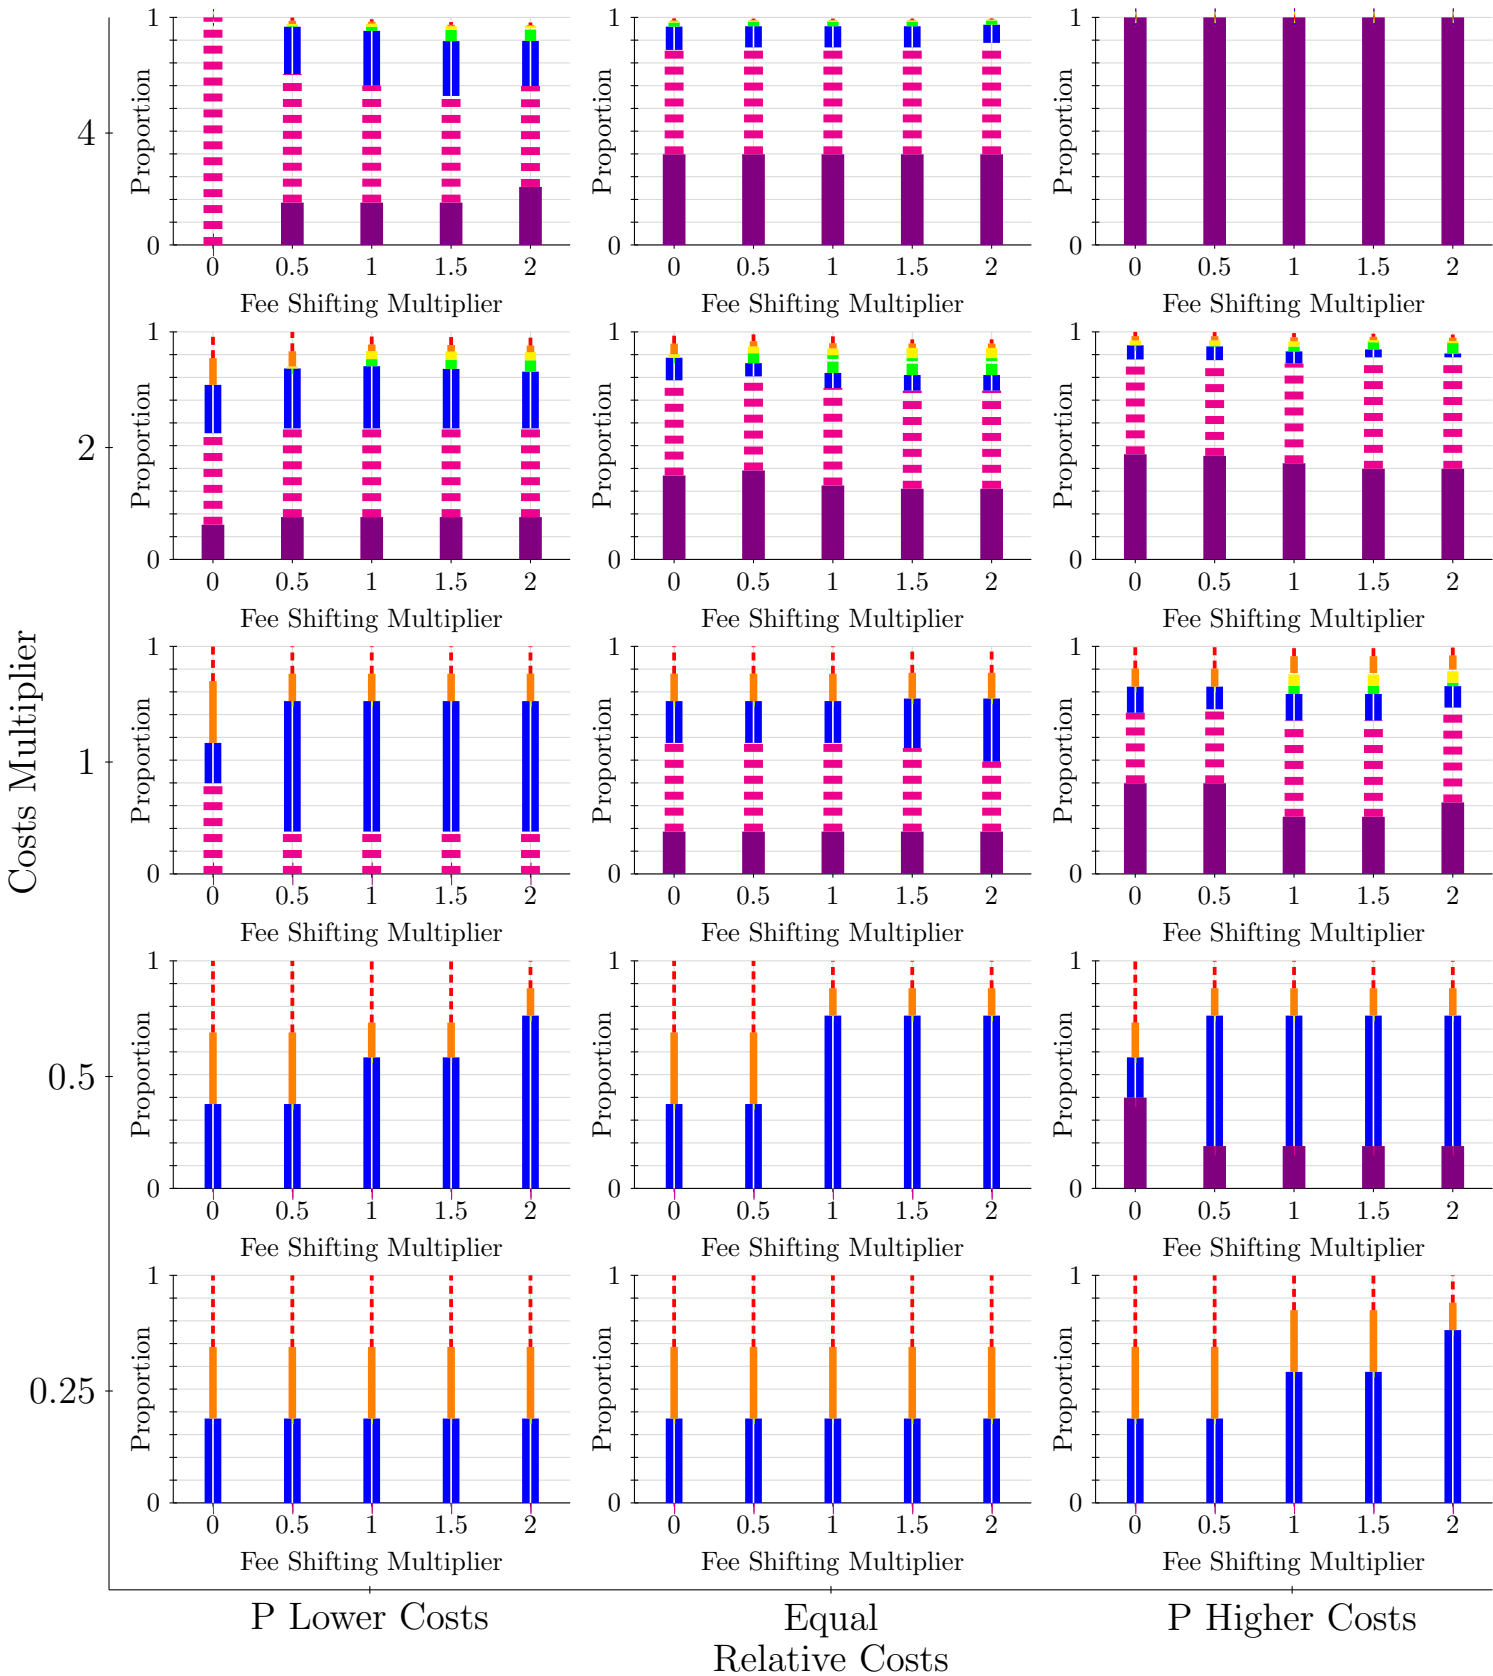 Costs Multiplier
4
1
Proportion
0
0 0.5 1 1.5 2
Fee Shifting Multiplier
1
Proportion
0
0 0.5 1 1.5 2
Fee Shifting Multiplier
1
Proportion
0
0 0.5 1 1.5 2
Fee Shifting Multiplier
2
1
Proportion
0
0 0.5 1 1.5 2
Fee Shifting Multiplier
1
Proportion
0
0 0.5 1 1.5 2
Fee Shifting Multiplier
1
Proportion
0
0 0.5 1 1.5 2
Fee Shifting Multiplier
1
1
Proportion
0
0 0.5 1 1.5 2
Fee Shifting Multiplier
1
Proportion
0
0 0.5 1 1.5 2
Fee Shifting Multiplier
1
Proportion
0
0 0.5 1 1.5 2
Fee Shifting Multiplier
0.5
1
Proportion
0
0 0.5 1 1.5 2
Fee Shifting Multiplier
1
Proportion
0
0 0.5 1 1.5 2
Fee Shifting Multiplier
1
Proportion
0
0 0.5 1 1.5 2
Fee Shifting Multiplier
0.25
1
Proportion
0
0 0.5 1 1.5 2
Fee Shifting Multiplier
1
Proportion
0
0 0.5 1 1.5 2
Fee Shifting Multiplier
1
Proportion
0
0 0.5 1 1.5 2
Fee Shifting Multiplier
P Lower Costs
Equal
P Higher Costs
Relative Costs